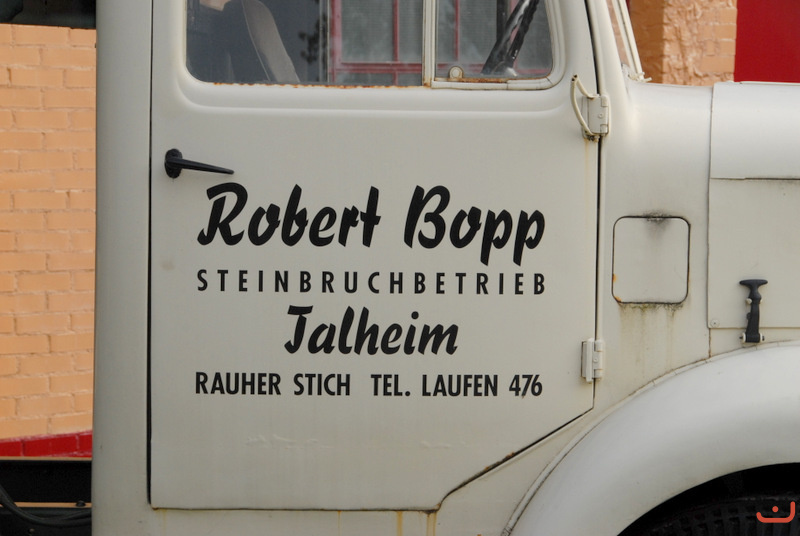 Robert Bopp
STEINBRUCHBETRIEB
Talheim
RAUHER STICH TEL. LAUFEN 476